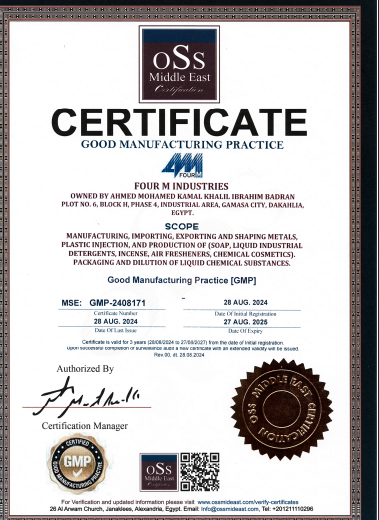 oSs
Middle East
Certification
CERTIFICATE
GOOD MANUFACTURING PRACTICE
4M
FOUR M
FOUR M INDUSTRIES
OWNED BY AHMED MOHAMED KAMAL KHALIL IBRAHIM BADRAN
PLOT NO. 6, BLOCK H, PHASE 4, INDUSTRIAL AREA, GAMASA CITY, DAKAHLIA,
EGYPT.
SCOPE
MANUFACTURING, IMPORTING, EXPORTING AND SHAPING METALS,
PLASTIC INJECTION, AND PRODUCTION OF (SOAP, LIQUID INDUSTRIAL
DETERGENTS, INCENSE, AIR FRESHENERS, CHEMICAL COSMETICS).
PACKAGING AND DILUTION OF LIQUID CHEMICAL SUBSTANCES.
Good Manufacturing Practice [GMP]
MSE: GMP-2408171 - 28 AUG. 2024
Certificate Number Date Of Initial Registration
28 AUG. 2024 27 AUG. 2025
Date Of Last Issue Date Of Expiry
Certificate is valid for 3 years (28/08/2024 to 27/08/2027) from the date of initial registration.
Upon successful completion of surveillance audit a new certificate with an extended validity will be issued.
Rev.00, dt. 28.08.2024
Authorized By
Certification Manager
CERTIFIED
GMP
GOOD MANUFACTURING PRACTICE
oSs
Middle East
Certification
OSS MIDDLE EAST CERTIFICATION
For Verification and updated information please visit www.ossmideast.com/verify-certificates
26 Al Arwam Church, Janaklees, Alexandria, Egypt. Email: Info@ossmideast.com, Tel: +201211110296